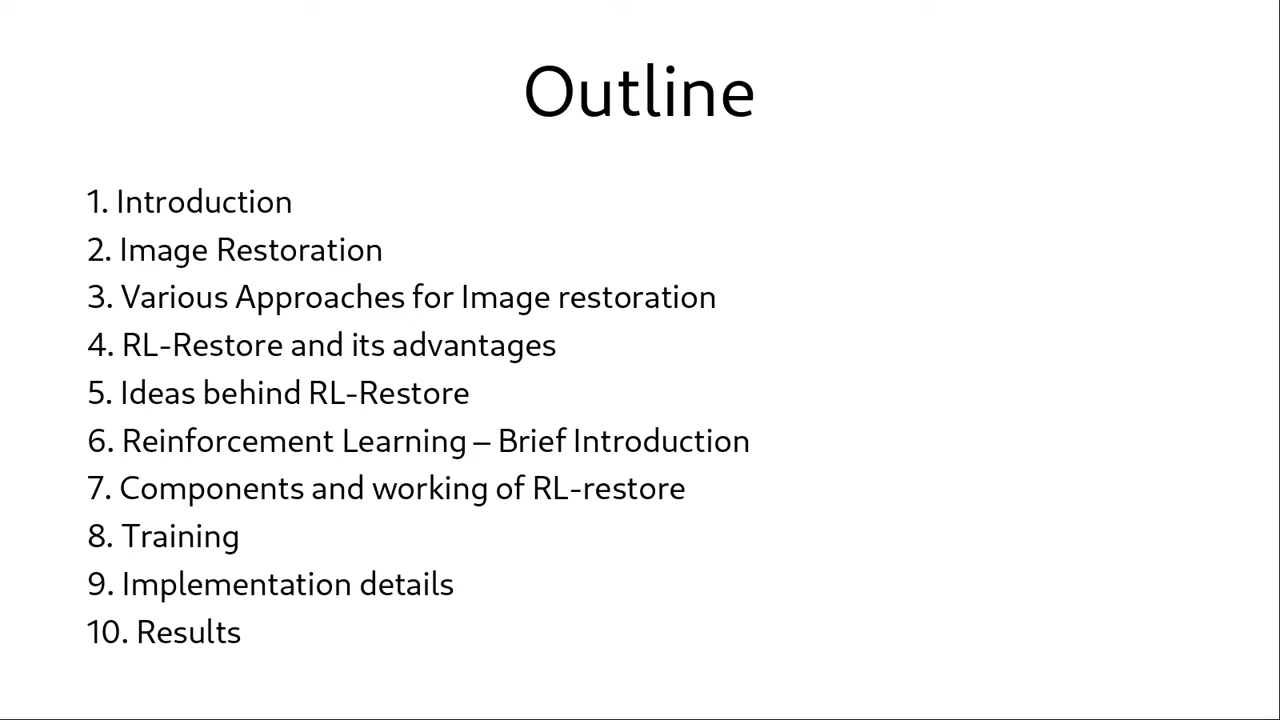 Outline
1. Introduction
2. Image Restoration
3. Various Approaches for Image restoration
4. RL-Restore and its advantages
5. Ideas behind RL-Restore
6. Reinforcement Learning – Brief Introduction
7. Components and working of RL-restore
8. Training
9. Implementation details
10. Results